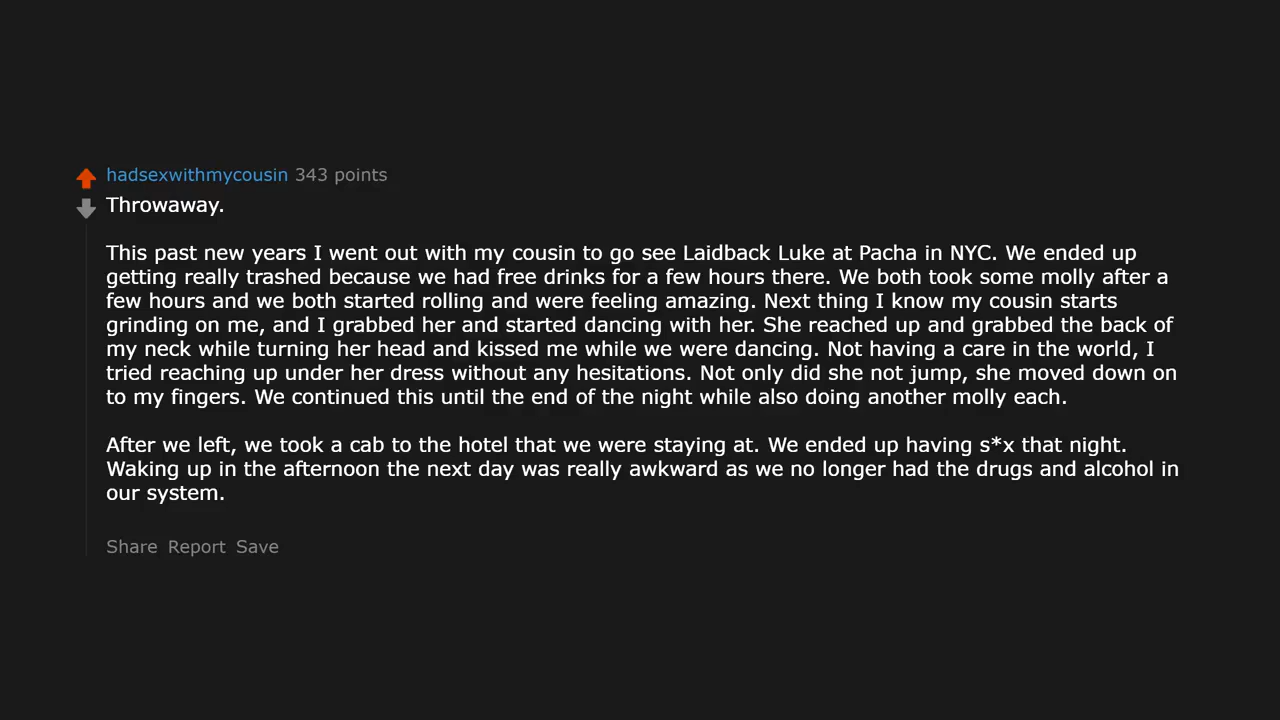 hadsexwithmycousin 343 points
Throwaway.
This past new years I went out with my cousin to go see Laidback Luke at Pacha in NYC. We ended up
getting really trashed because we had free drinks for a few hours there. We both took some molly after a
few hours and we both started rolling and were feeling amazing. Next thing I know my cousin starts
grinding on me, and I grabbed her and started dancing with her. She reached up and grabbed the back of
my neck while turning her head and kissed me while we were dancing. Not having a care in the world, I
tried reaching up under her dress without any hesitations. Not only did she not jump, she moved down on
to my fingers. We continued this until the end of the night while also doing another molly each.
After we left, we took a cab to the hotel that we were staying at. We ended up having s*x that night.
Waking up in the afternoon the next day was really awkward as we no longer had the drugs and alcohol in
our system.
Share Report Save